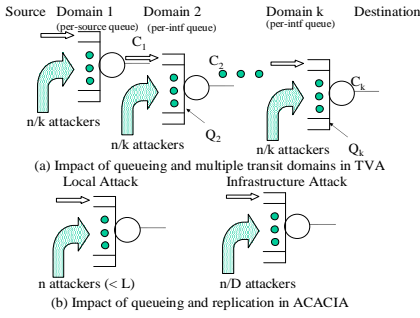 Source Domain 1 Domain 2 Domain k Destination
(per-source queue) (per-intf queue) (per-intf queue)
C1 C2 Ck
n/k attackers n/k attackers Q2 n/k attackers Qk
(a) Impact of queueing and multiple transit domains in TVA
Local Attack Infrastructure Attack
n attackers (< L) n/D attackers
(b) Impact of queueing and replication in ACACIA